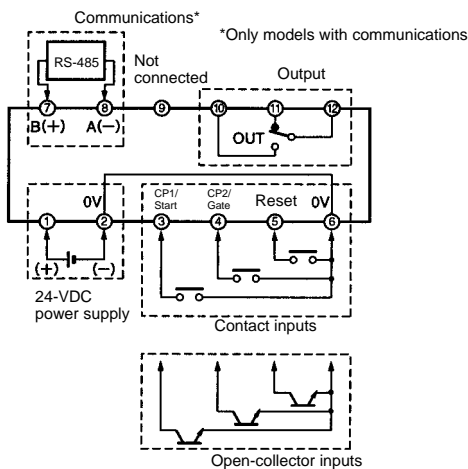 Communications*
*Only models with communications
RS-485
Not
connected
Output
7
8
9
10
11
12
B(+)
A(−)
OUT
0V
CP1/
Start
CP2/
Gate
Reset
0V
1
2
3
4
5
6
(+)
(−)
24-VDC
power supply
Contact inputs
Open-collector inputs